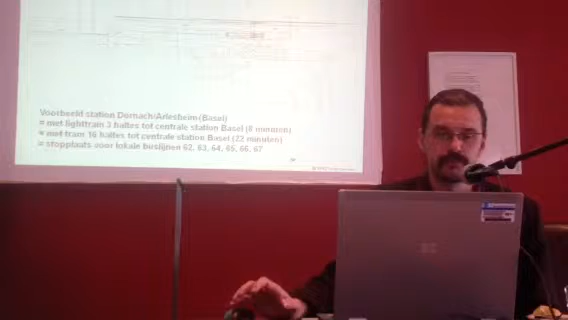 Voorbeeld station Dornach\Arlesheim (Basel)
= met lighttram 3 haltes tot centrale station Basel (8 minuten)
= met tram 16 haltes tot centrale station Basel (22 minuten)
= stopplaats voor lokale buslijnen 62, 63, 64, 65, 66, 67